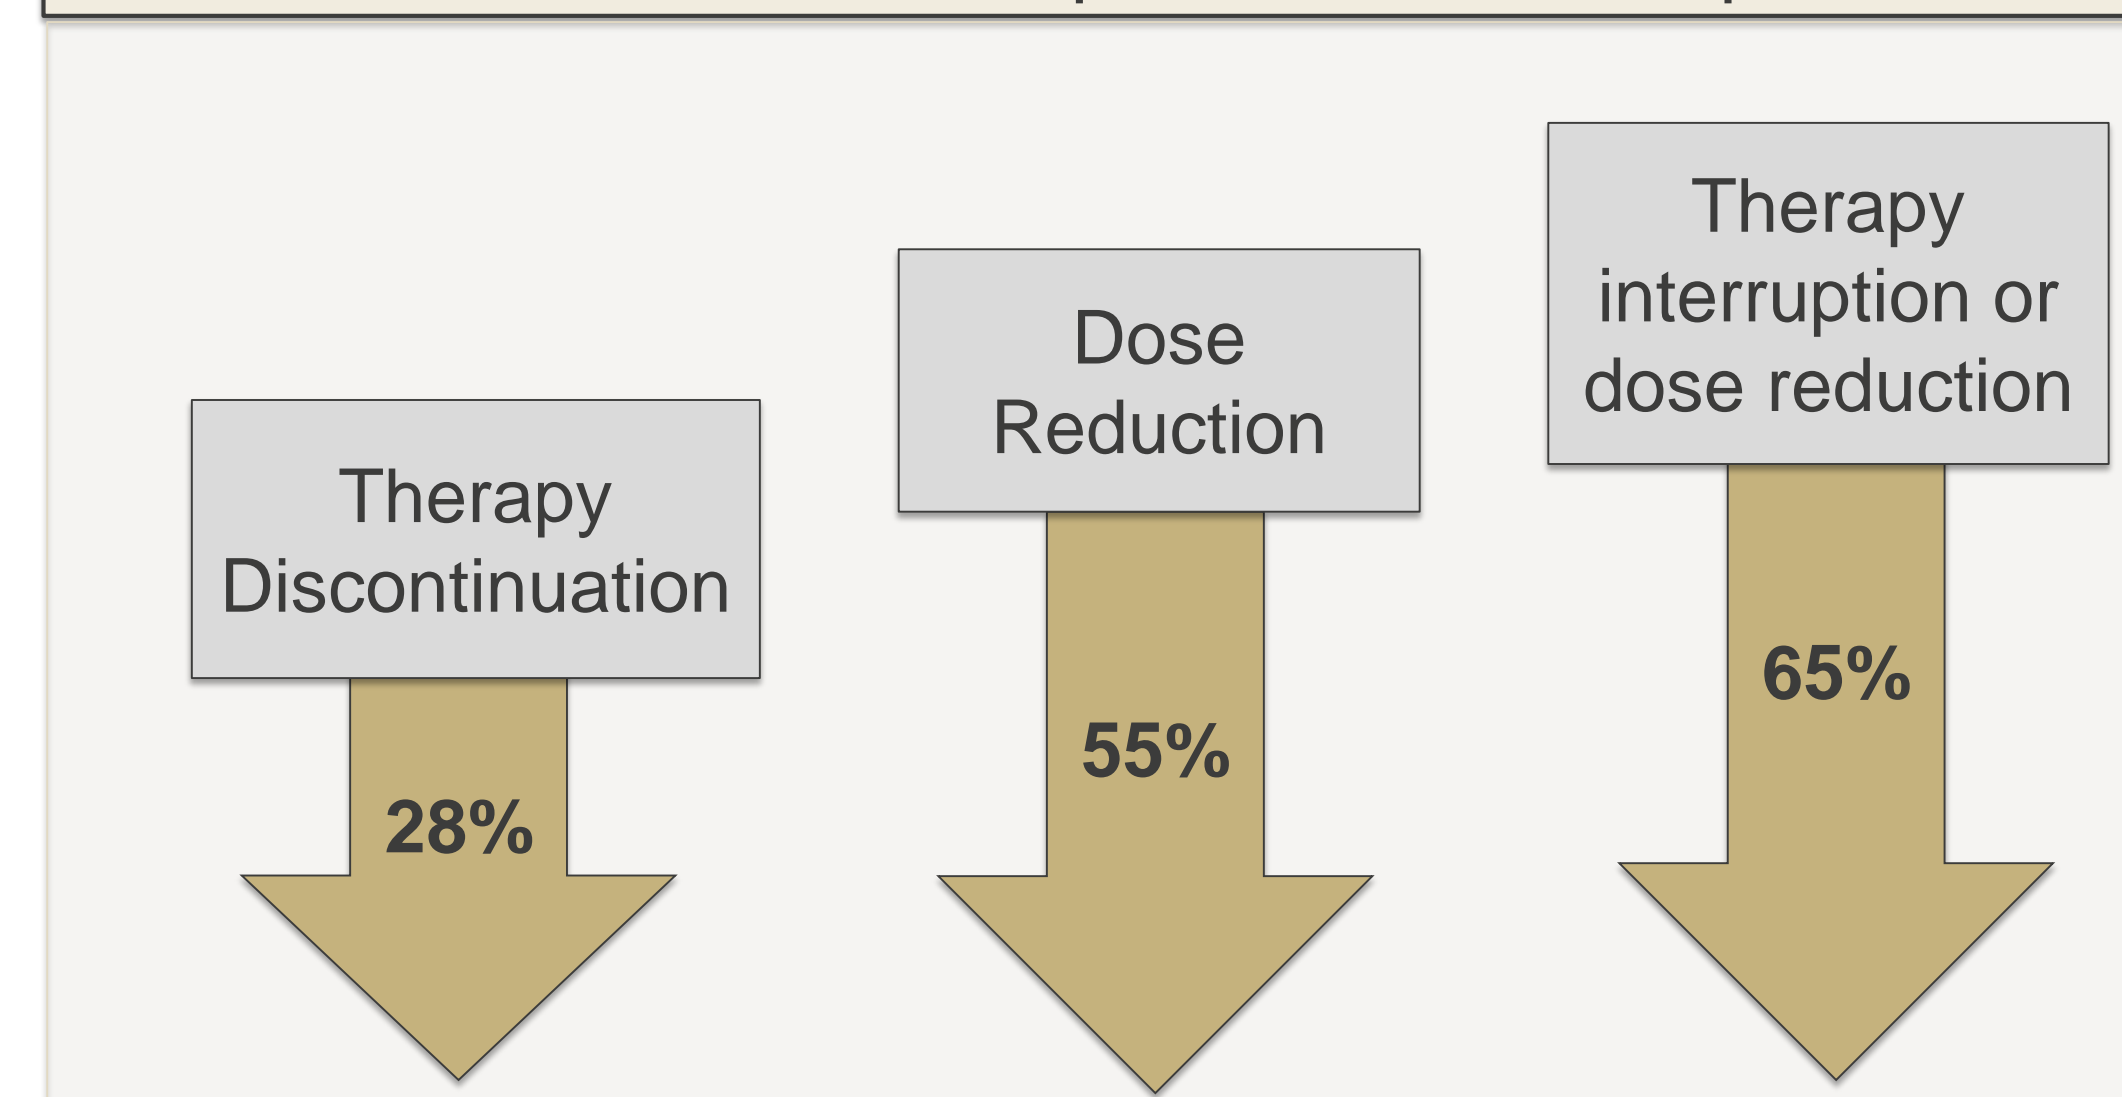 Therapy
Discontinuation
28%
Dose
Reduction
55%
Therapy
interruption or
dose reduction
65%